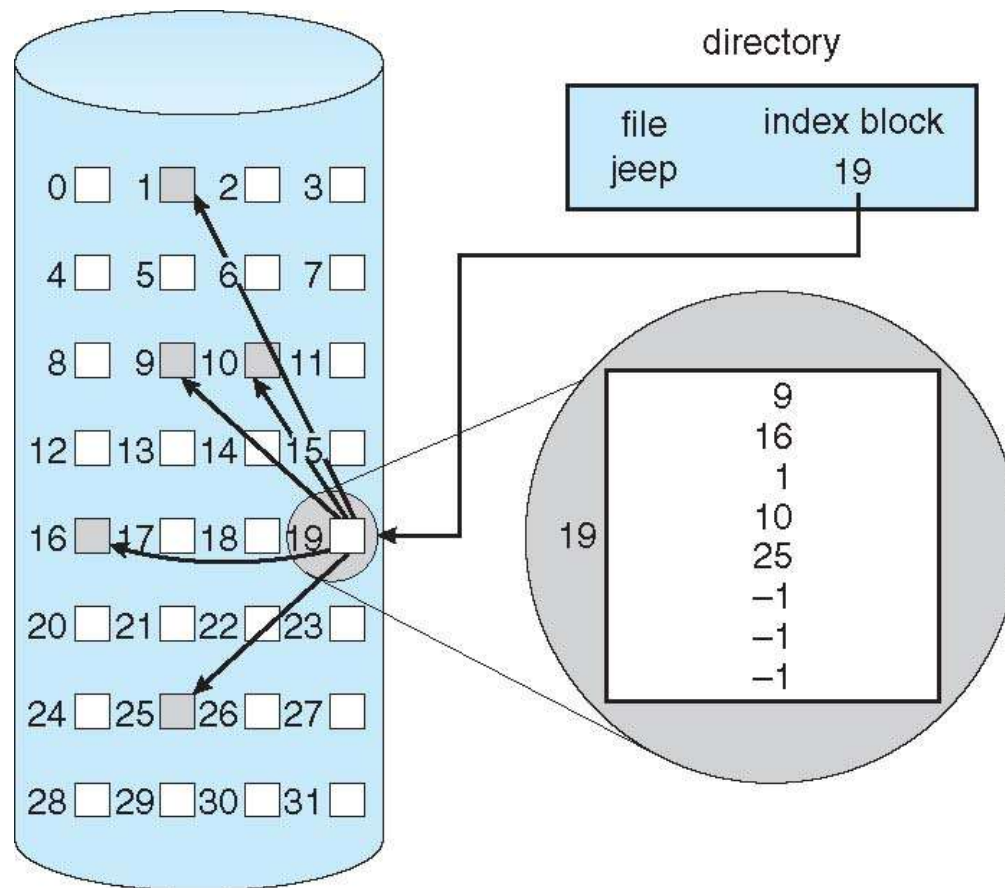 directory
file index block
jeep 19
0 1 2 3
4 5 6 7
8 9 10 11
12 13 14 15
16 17 18 19
20 21 22 23
24 25 26 27
28 29 30 31
19
9
16
1
10
25
–1
–1
–1